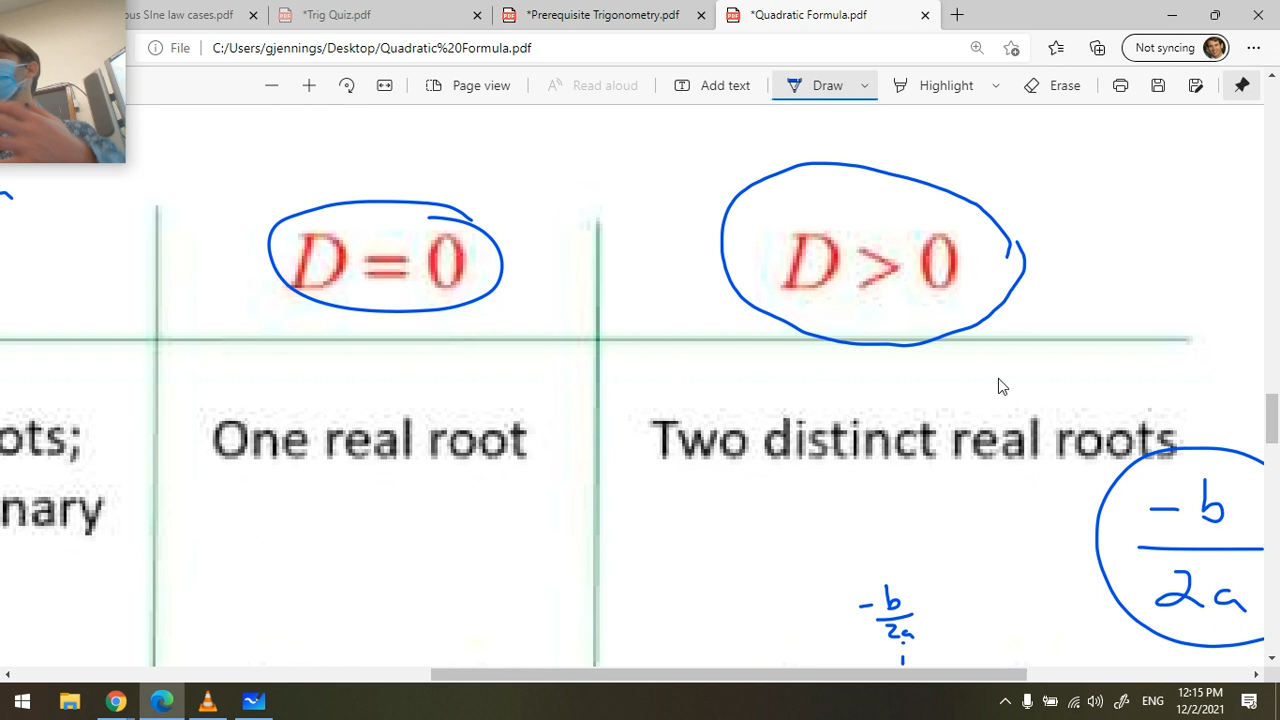 ous SIne law cases.pdf
*Trig Quiz.pdf
*Prerequisite Trigonometry.pdf
*Quadratic Formula.pdf
File
C:/Users/gjennings/Desktop/Quadratic%20Formula.pdf
Not syncing
Page view
Read aloud
Add text
Draw
Highlight
Erase
D = 0
D > 0
ots;
One real root
Two distinct real roots
nary
-b
2a
-b
2a
ENG
12:15 PM
12/2/2021